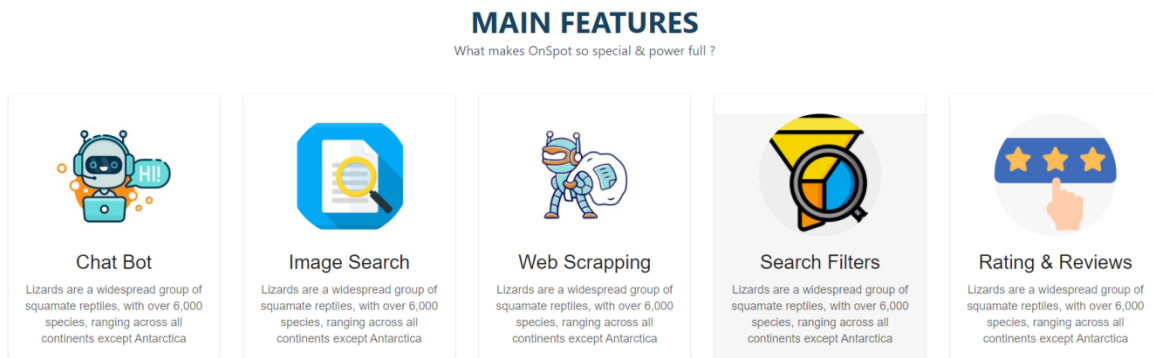 MAIN FEATURES
What makes OnSpot so special & power full ?
HI!
Chat Bot
Lizards are a widespread group of
squamate reptiles, with over 6,000
species, ranging across all
continents except Antarctica
Image Search
Lizards are a widespread group of
squamate reptiles, with over 6,000
species, ranging across all
continents except Antarctica
Web Scrapping
Lizards are a widespread group of
squamate reptiles, with over 6,000
species, ranging across all
continents except Antarctica
Search Filters
Lizards are a widespread group of
squamate reptiles, with over 6,000
species, ranging across all
continents except Antarctica
Rating & Reviews
Lizards are a widespread group of
squamate reptiles, with over 6,000
species, ranging across all
continents except Antarctica